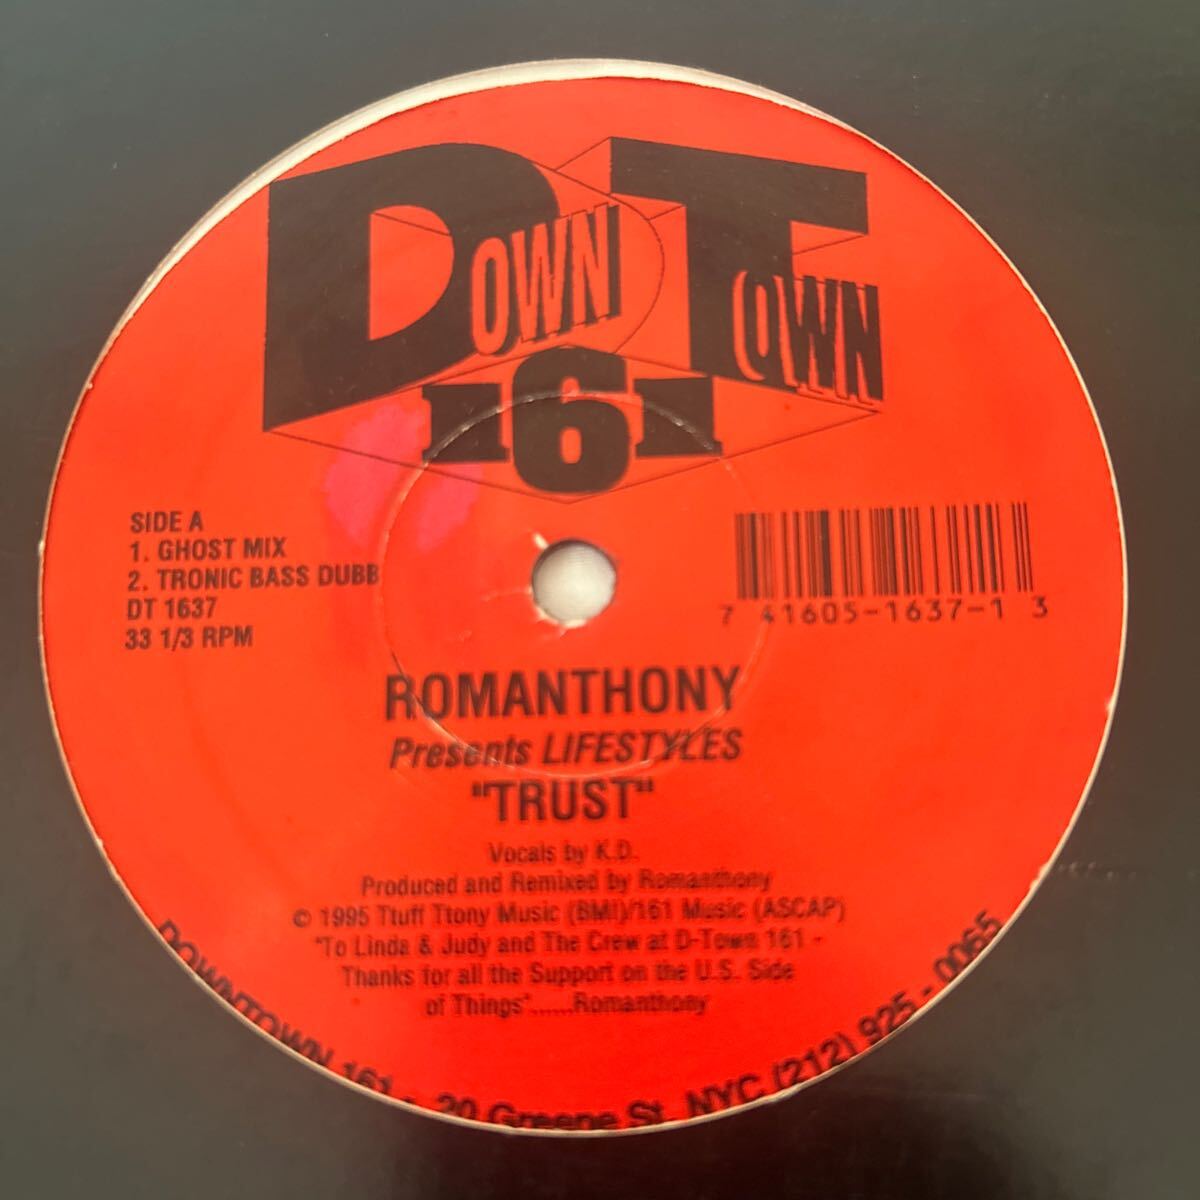 DOWN TOWN
161
SIDE A
1. GHOST MIX
2. TRONIC BASS DUBB
DT 1637
33 1/3 RPM
7 41605-1637-1 3
ROMANTHONY
Presents LIFESTYLES
"TRUST"
Vocals by K.D.
Produced and Remixed by Romanthony
© 1995 Ttuff Ttony Music (BMI)/161 Music (ASCAP)
"To Linda & Judy and The Crew at D-Town 161 -
Thanks for all the Support on the U.S. Side
of Things"......Romanthony
DOWNTOWN 161 - 20 Greene St. NYC (212) 925 - 0065